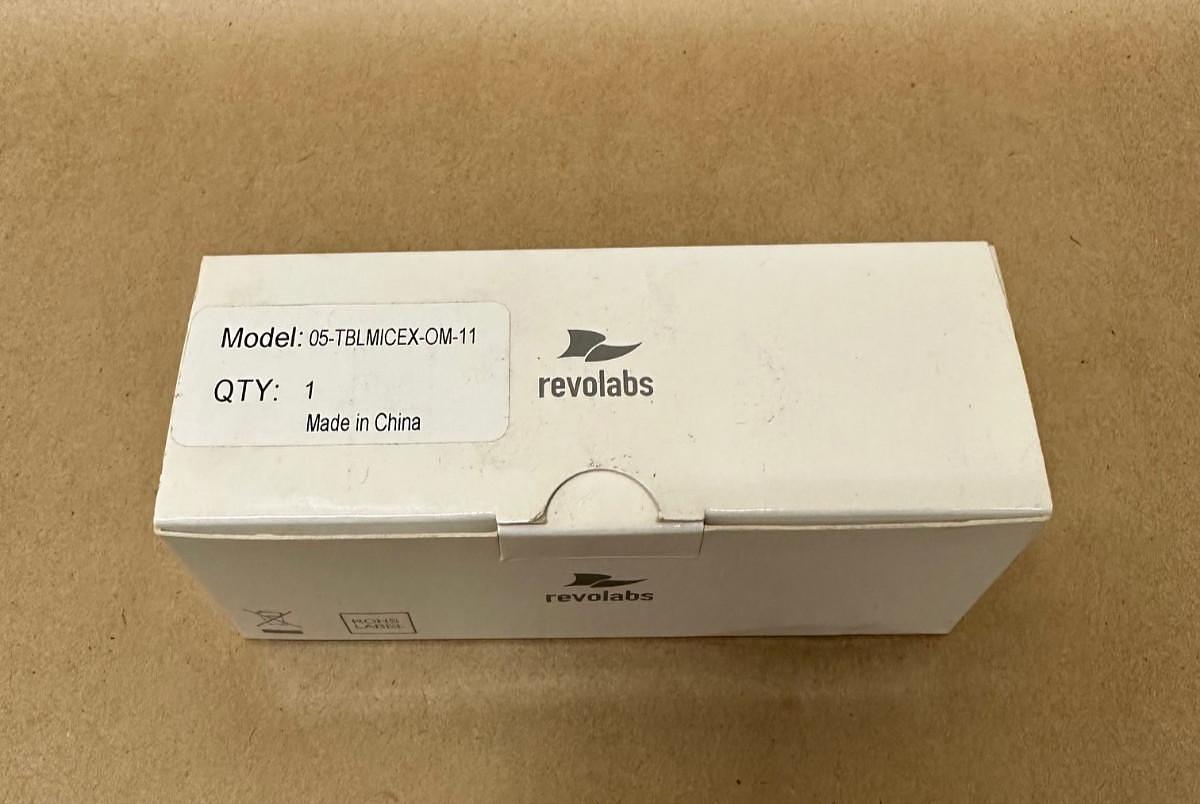 Model: 05-TBLMICEX-OM-11
QTY: 1
Made in China
revolabs
revolabs
ROHS
LABEL